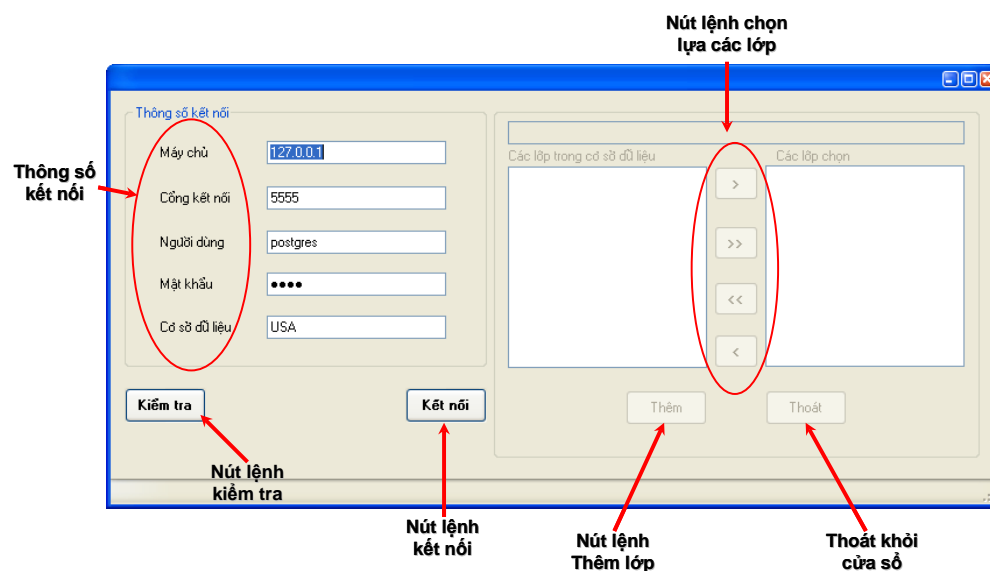 Nút lệnh chọn
lựa các lớp
Thông số kết nối
Máy chủ
127.0.0.1
Các lớp trong cơ sở dữ liệu
Các lớp chọn
Thông số
kết nối
Cổng kết nối
5555
>
Người dùng
postgres
>>
Mật khẩu
●●●●
<<
Cơ sở dữ liệu
USA
<
Kiểm tra
Kết nối
Thêm
Thoát
Nút lệnh
kiểm tra
Nút lệnh
kết nối
Nút lệnh
Thêm lớp
Thoát khỏi
cửa sổ